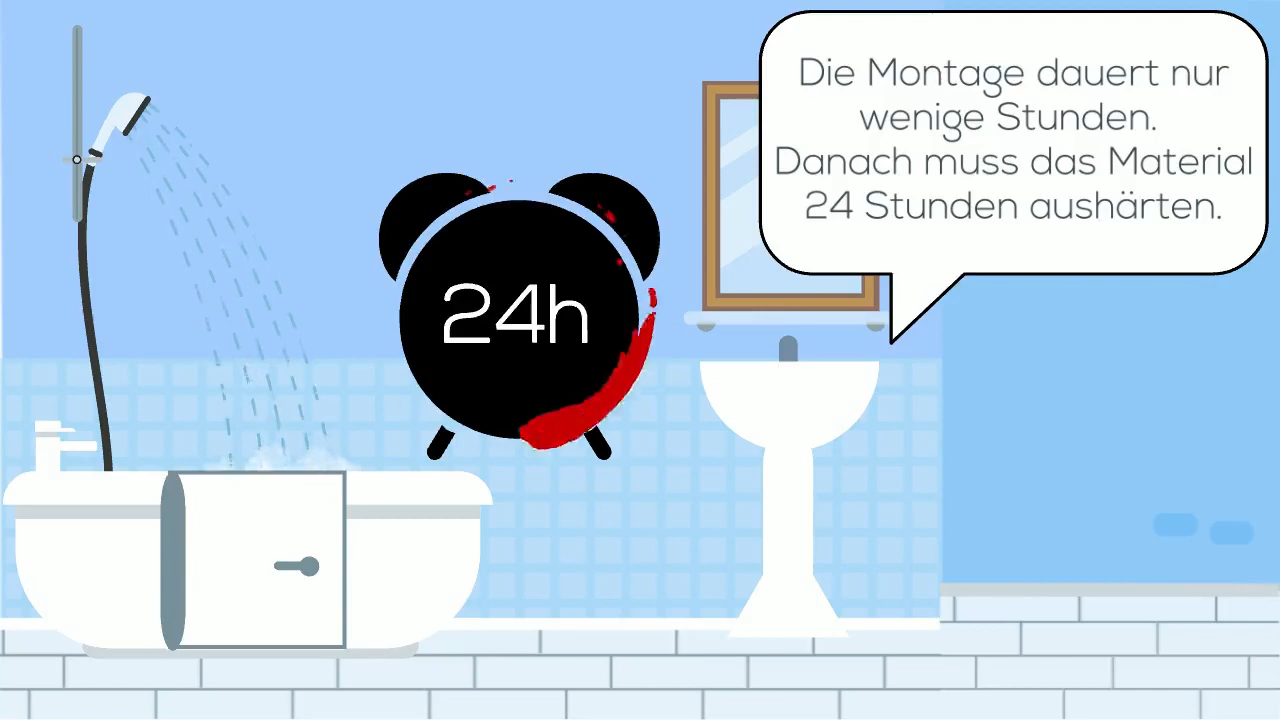 Die Montage dauert nur
wenige Stunden.
Danach muss das Material
24 Stunden aushärten.
24h